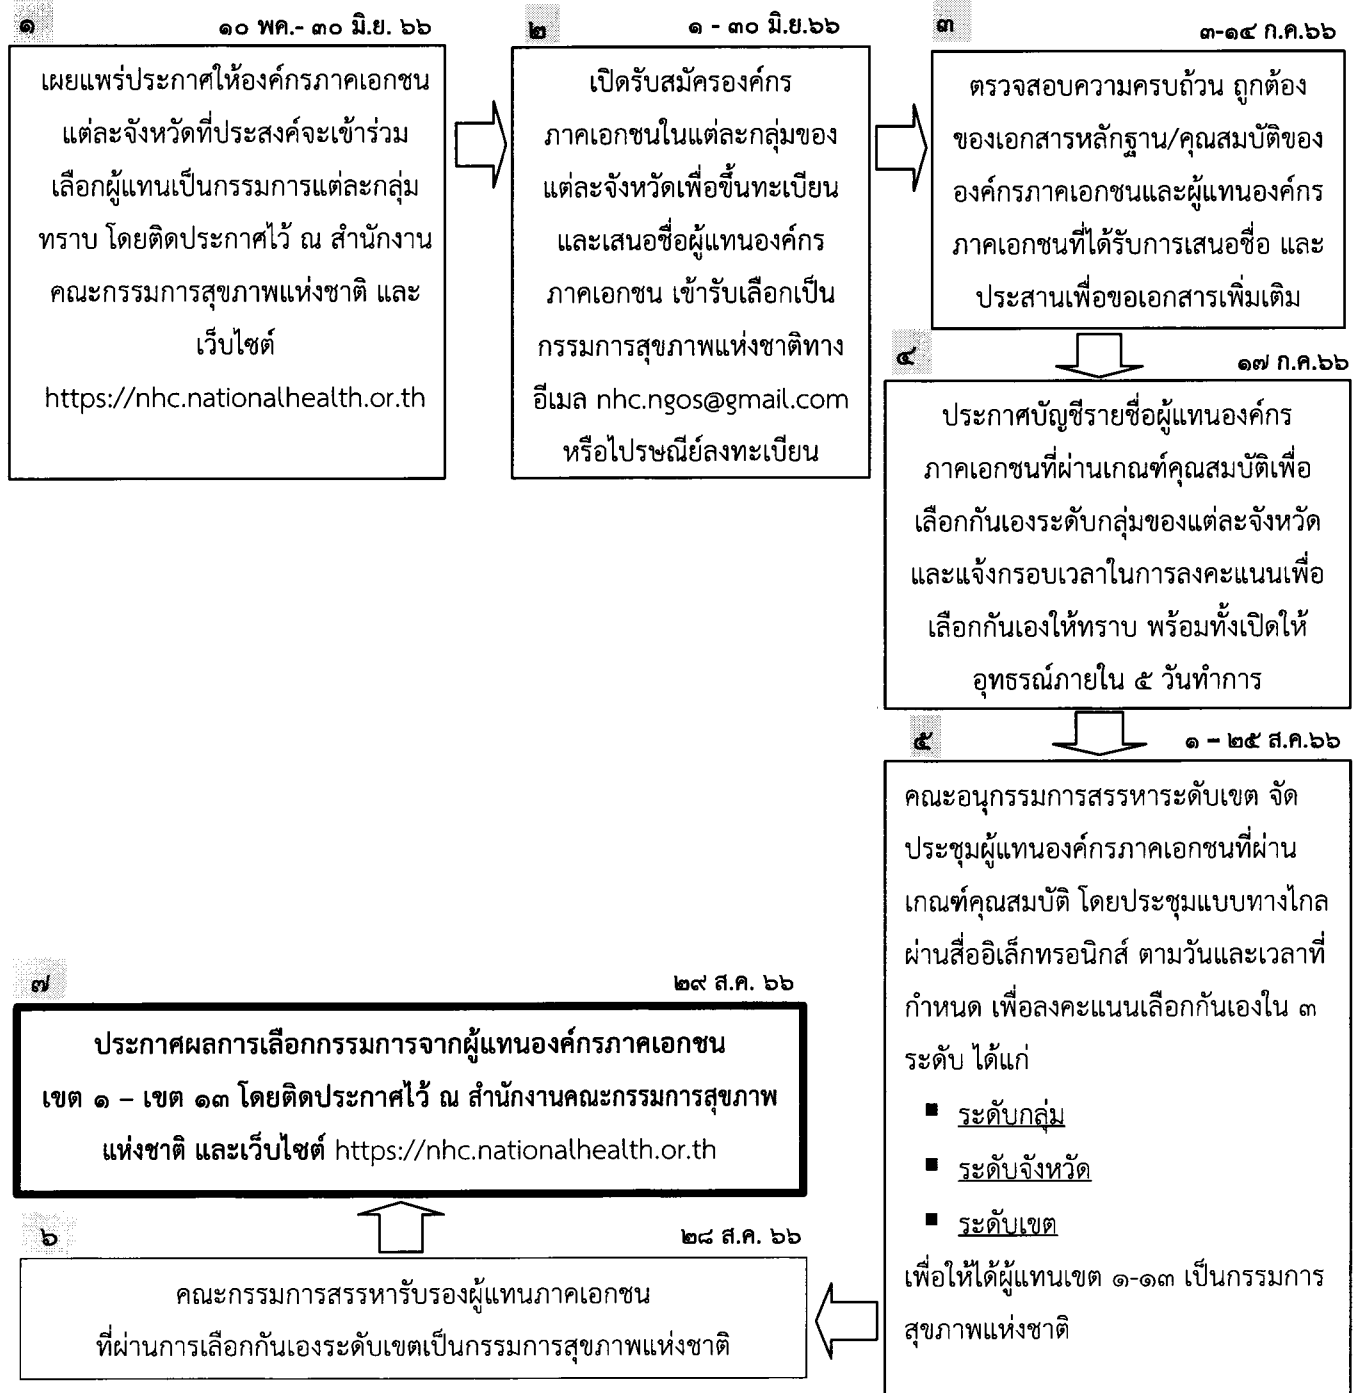 ๑
๑๐ พค.- ๓๐ มิ.ย. ๖๖
เผยแพร่ประกาศให้องค์กรภาคเอกชน
แต่ละจังหวัดที่ประสงค์จะเข้าร่วม
เลือกผู้แทนเป็นกรรมการแต่ละกลุ่ม
ทราบ โดยติดประกาศไว้ ณ สำนักงาน
คณะกรรมการสุขภาพแห่งชาติ และ
เว็บไซต์
https://nhc.nationalhealth.or.th
๒
๑ - ๓๐ มิ.ย.๖๖
เปิดรับสมัครองค์กร
ภาคเอกชนในแต่ละกลุ่มของ
แต่ละจังหวัดเพื่อขึ้นทะเบียน
และเสนอชื่อผู้แทนองค์กร
ภาคเอกชน เข้ารับเลือกเป็น
กรรมการสุขภาพแห่งชาติทาง
อีเมล nhc.ngos@gmail.com
หรือไปรษณีย์ลงทะเบียน
๓
๓-๑๔ ก.ค.๖๖
ตรวจสอบความครบถ้วน ถูกต้อง
ของเอกสารหลักฐาน/คุณสมบัติของ
องค์กรภาคเอกชนและผู้แทนองค์กร
ภาคเอกชนที่ได้รับการเสนอชื่อ และ
ประสานเพื่อขอเอกสารเพิ่มเติม
๔
๑๗ ก.ค.๖๖
ประกาศบัญชีรายชื่อผู้แทนองค์กร
ภาคเอกชนที่ผ่านเกณฑ์คุณสมบัติเพื่อ
เลือกกันเองระดับกลุ่มของแต่ละจังหวัด
และแจ้งกรอบเวลาในการลงคะแนนเพื่อ
เลือกกันเองให้ทราบ พร้อมทั้งเปิดให้
อุทธรณ์ภายใน ๕ วันทำการ
๕
๑ – ๒๕ ส.ค.๖๖
คณะอนุกรรมการสรรหาระดับเขต จัด
ประชุมผู้แทนองค์กรภาคเอกชนที่ผ่าน
เกณฑ์คุณสมบัติ โดยประชุมแบบทางไกล
ผ่านสื่ออิเล็กทรอนิกส์ ตามวันและเวลาที่
กำหนด เพื่อลงคะแนนเลือกกันเองใน ๓
ระดับ ได้แก่
▪ ระดับกลุ่ม
▪ ระดับจังหวัด
▪ ระดับเขต
เพื่อให้ได้ผู้แทนเขต ๑-๑๓ เป็นกรรมการ
สุขภาพแห่งชาติ
๖
๒๘ ส.ค. ๖๖
คณะกรรมการสรรหารับรองผู้แทนภาคเอกชน
ที่ผ่านการเลือกกันเองระดับเขตเป็นกรรมการสุขภาพแห่งชาติ
๗
๒๙ ส.ค. ๖๖
ประกาศผลการเลือกกรรมการจากผู้แทนองค์กรภาคเอกชน
เขต ๑ – เขต ๑๓ โดยติดประกาศไว้ ณ สำนักงานคณะกรรมการสุขภาพ
แห่งชาติ และเว็บไซต์ https://nhc.nationalhealth.or.th